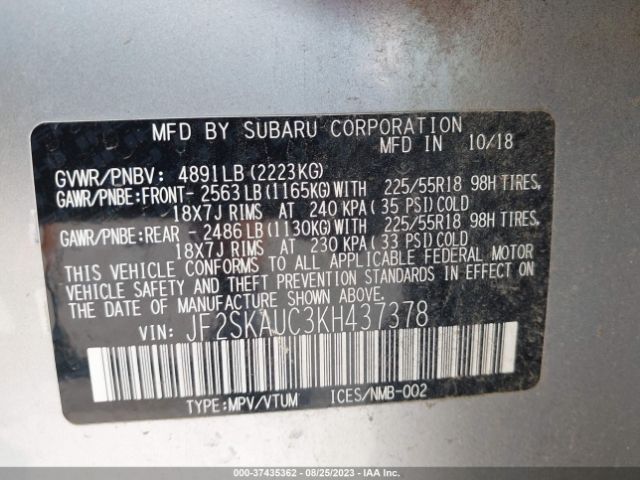 MFD BY SUBARU CORPORATION
MFD IN 10/18
GVWR/PNBV: 4891LB (2223KG)
GAWR/PNBE:FRONT- 2563LB (1165KG)WITH 225/55R18 98H TIRES,
18X7J RIMS AT 240 KPA( 35 PSI)COLD
GAWR/PNBE:REAR - 2486LB (1130KG)WITH 225/55R18 98H TIRES,
18X7J RIMS AT 230 KPA( 33 PSI)COLD
THIS VEHICLE CONFORMS TO ALL APPLICABLE FEDERAL MOTOR
VEHICLE SAFETY AND THEFT PREVENTION STANDARDS IN EFFECT ON
THE DATE OF MANUFACTURE SHOWN ABOVE.
VIN: JF2SKAUC3KH437378
TYPE:MPV/VTUM ICES/NMB-002
000-37435362 - 08/25/2023 - IAA Inc.